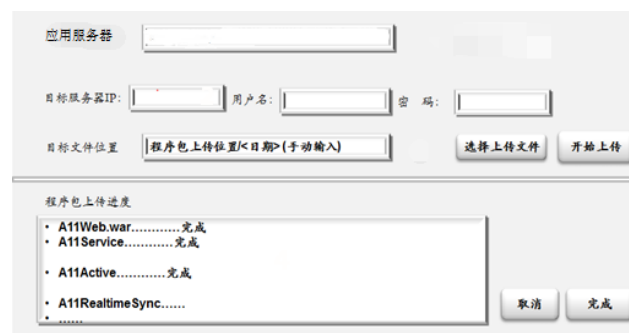 应用服务器
目标服务器IP: 用户名: 密 码:
目标文件位置 程序包上传位置/<日期>(手动输入) 选择上传文件 开始上传
程序包上传进度
• A11Web.war............完成
• A11Service............完成
• A11Active............完成
• A11RealtimeSync......
• ......
取消 完成